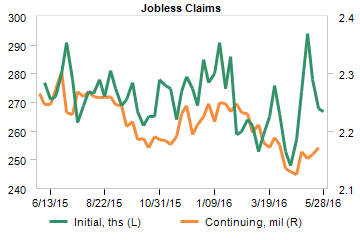 Jobless Claims
300 2.4
290
280 2.3
270
260 2.2
250
240 2.1
6/13/15 8/22/15 10/31/15 1/09/16 3/19/16 5/28/16
Initial, ths (L) Continuing, mil (R)